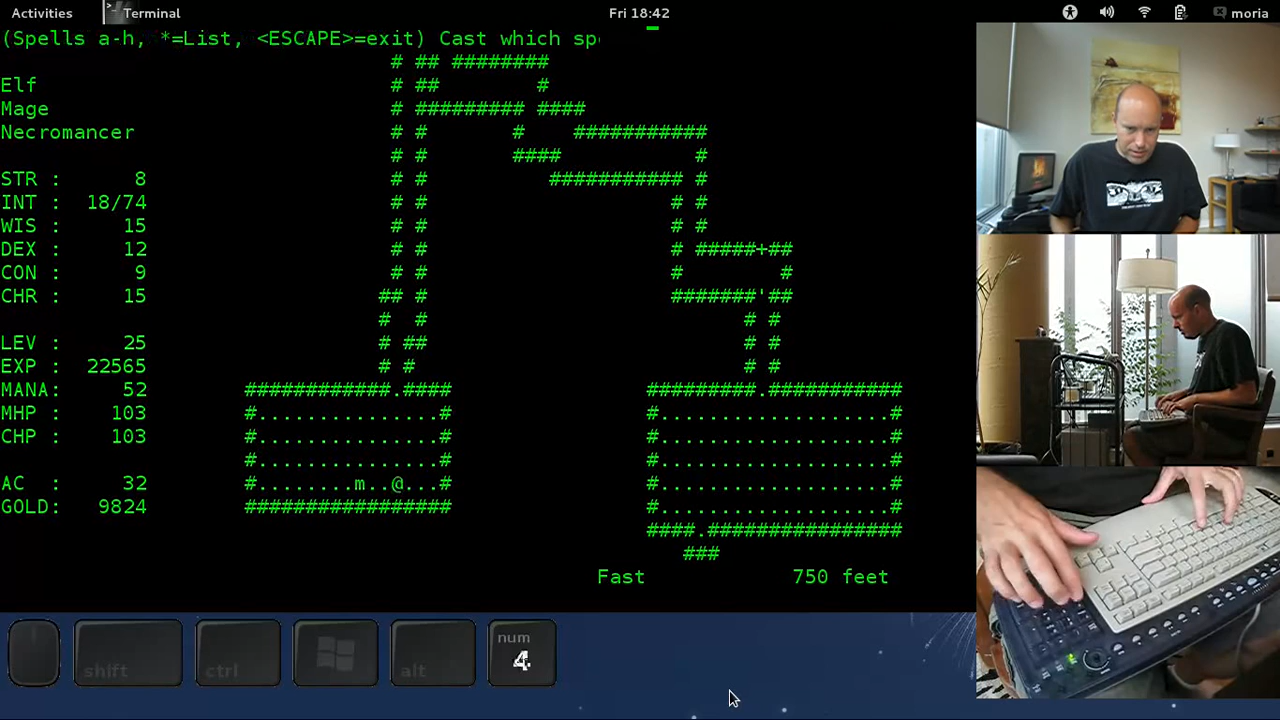 Activities Terminal Fri 18:42 moria
(Spells a-h, *=List, <ESCAPE>=exit) Cast which sp
# ## ########
Elf # ## #
Mage # ######### ####
Necromancer # # # ###########
# # #### #
STR : 8 # # ########### #
INT : 18/74 # # # #
WIS : 15 # # # #
DEX : 12 # # # #####+##
CON : 9 # # # #
CHR : 15 ## # #######'##
# # # #
LEV : 25 # ## # #
EXP : 22565 # # # #
MANA : 52 ############.#### #########.###########
MHP : 103 #...............# #...................#
CHP : 103 #...............# #...................#
#...............# #...................#
AC : 32 #........m..@...# #...................#
GOLD: 9824 ################# #...................#
####.################
###
Fast 750 feet
shift ctrl alt num
4